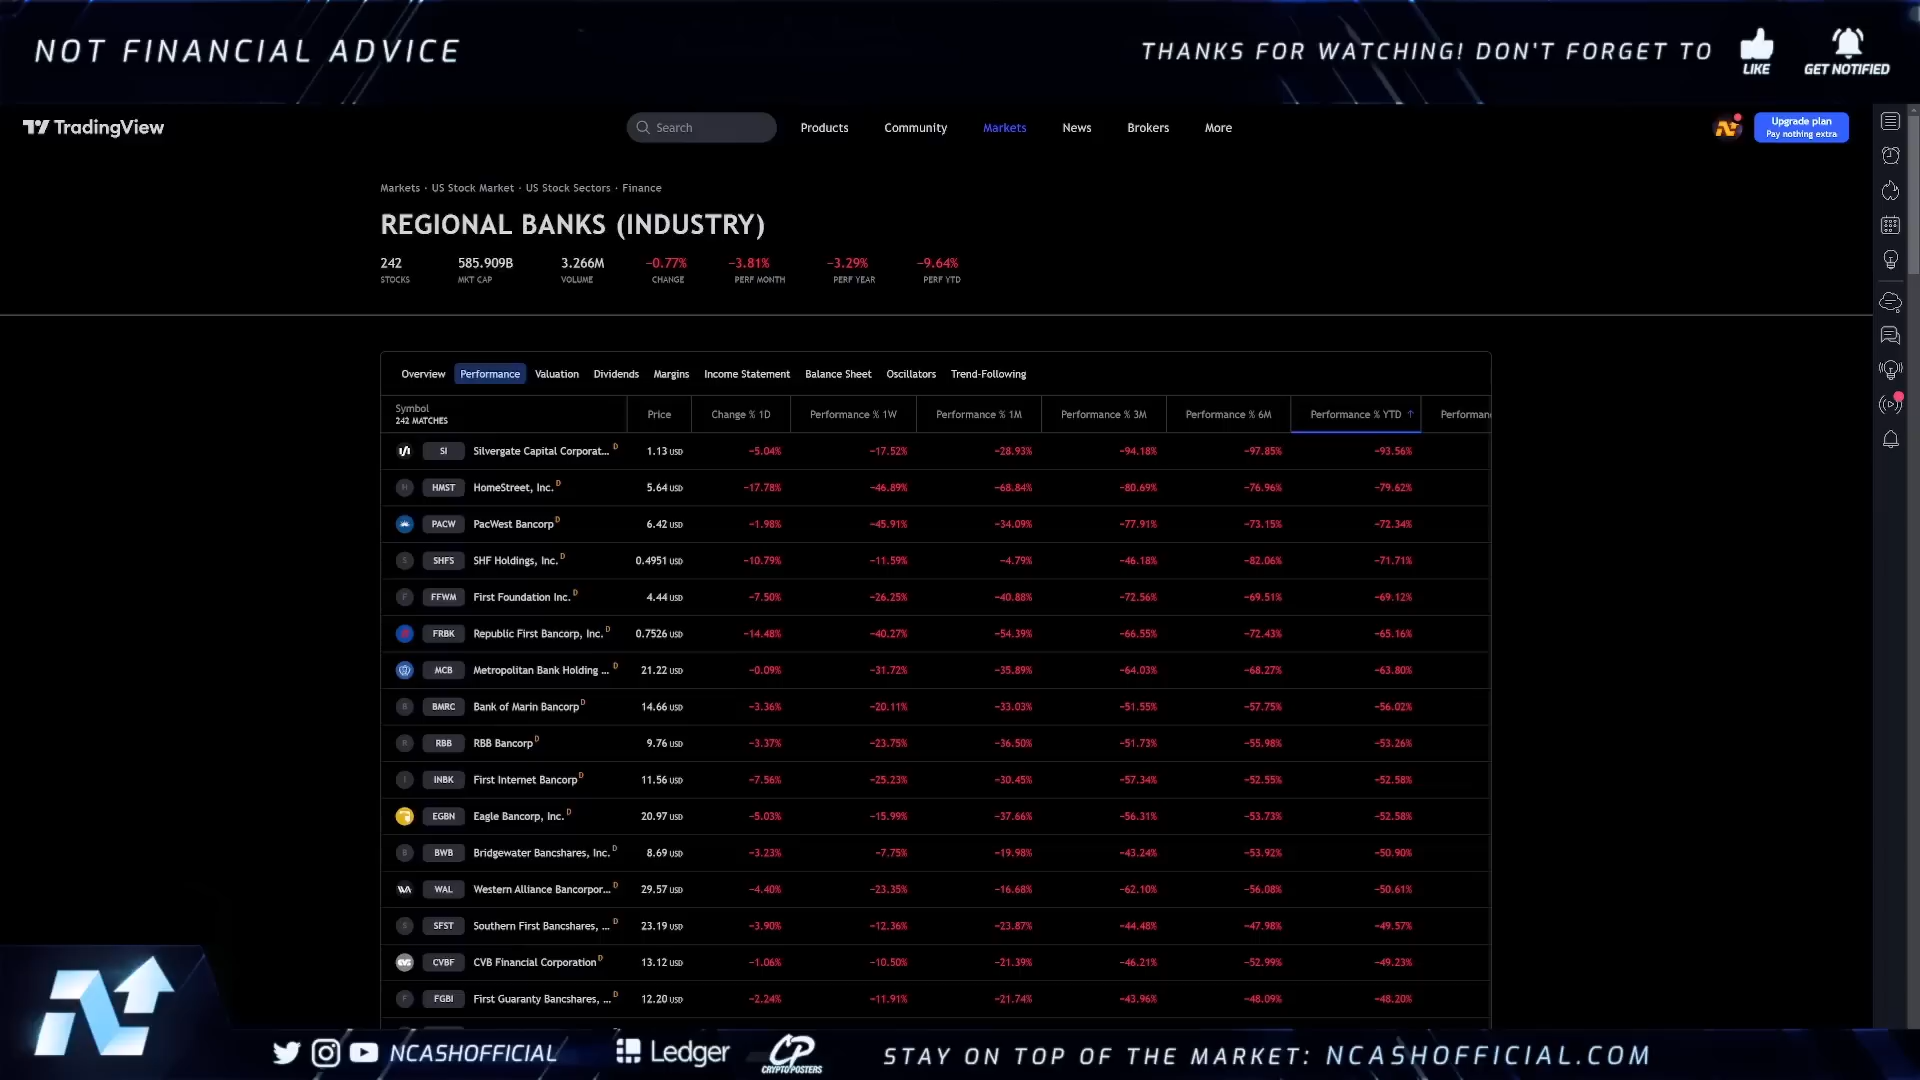 NOT FINANCIAL ADVICE
THANKS FOR WATCHING! DON'T FORGET TO
LIKE
GET NOTIFIED
TradingView
Search
Products
Community
Markets
News
Brokers
More
Upgrade plan
Pay nothing extra
Markets · US Stock Market · US Stock Sectors · Finance
REGIONAL BANKS (INDUSTRY)
242 585.909B 3.266M −0.77% −3.81% −3.29% −9.64%
STOCKS MKT CAP VOLUME CHANGE PERF MONTH PERF YEAR PERF YTD
Overview Performance Valuation Dividends Margins Income Statement Balance Sheet Oscillators Trend-Following
Symbol Price Change % 1D Performance % 1W Performance % 1M Performance % 3M Performance % 6M Performance % YTD ↑
242 MATCHES
SI Silvergate Capital Corporat... D 1.13 USD −5.04% −17.52% −28.93% −94.18% −97.85% −93.56%
H HMST HomeStreet, Inc. D 5.64 USD −17.78% −46.89% −68.84% −80.69% −76.96% −79.62%
PACW PacWest Bancorp D 6.42 USD −1.98% −45.91% −34.09% −77.91% −73.15% −72.34%
S SHFS SHF Holdings, Inc. D 0.4951 USD −10.79% −11.59% −4.79% −46.18% −82.06% −71.71%
F FFWM First Foundation Inc. D 4.44 USD −7.50% −26.25% −40.88% −72.56% −69.51% −69.12%
FRBK Republic First Bancorp, Inc. D 0.7526 USD −14.48% −40.27% −54.39% −66.55% −72.43% −65.16%
MCB Metropolitan Bank Holding ... D 21.22 USD −0.09% −31.72% −35.89% −64.03% −68.27% −63.80%
B BMRC Bank of Marin Bancorp D 14.66 USD −3.36% −20.11% −33.03% −51.55% −57.75% −56.02%
R RBB RBB Bancorp D 9.76 USD −3.37% −23.75% −36.50% −51.73% −55.98% −53.26%
I INBK First Internet Bancorp D 11.56 USD −7.56% −25.23% −30.45% −57.34% −52.55% −52.58%
EGBN Eagle Bancorp, Inc. D 20.97 USD −5.03% −15.99% −37.66% −56.31% −53.73% −52.58%
B BWB Bridgewater Bancshares, Inc. D 8.69 USD −3.23% −7.75% −19.98% −43.24% −53.92% −50.90%
WAL Western Alliance Bancorpor... D 29.57 USD −4.40% −23.35% −16.68% −62.10% −56.08% −50.61%
S SFST Southern First Bancshares, ... D 23.19 USD −3.90% −12.36% −23.87% −44.48% −47.98% −49.57%
CVBF CVB Financial Corporation D 13.12 USD −1.06% −10.50% −21.39% −46.21% −52.99% −49.23%
F FGBI First Guaranty Bancshares, ... D 12.20 USD −2.24% −11.91% −21.74% −43.96% −48.09% −48.20%
NCASHOFFICIAL
Ledger
CP
CRYPTOPOSTERS
STAY ON TOP OF THE MARKET: NCASHOFFICIAL.COM